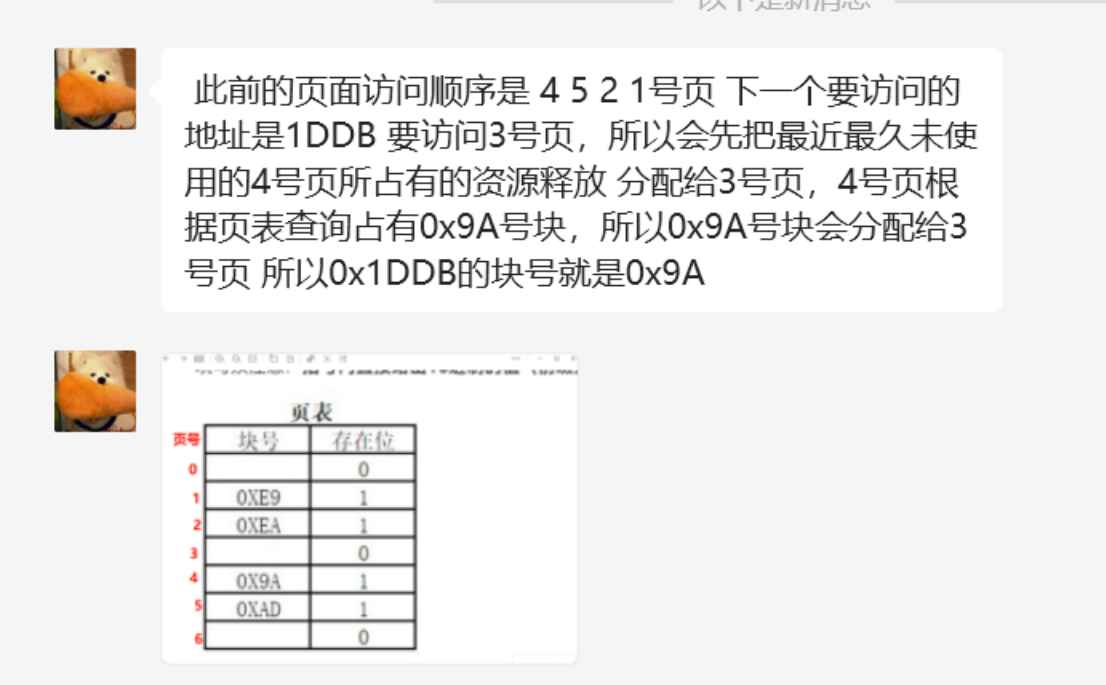 以下是新消息
此前的页面访问顺序是 4 5 2 1号页 下一个要访问的
地址是1DDB 要访问3号页，所以会先把最近最久未使
用的4号页所占有的资源释放 分配给3号页，4号页根
据页表查询占有0x9A号块，所以0x9A号块会分配给3
号页 所以0x1DDB的块号就是0x9A
页表
页号 块号 存在位
0 0
1 0XE9 1
2 0XEA 1
3 0
4 0X9A 1
5 0XAD 1
6 0